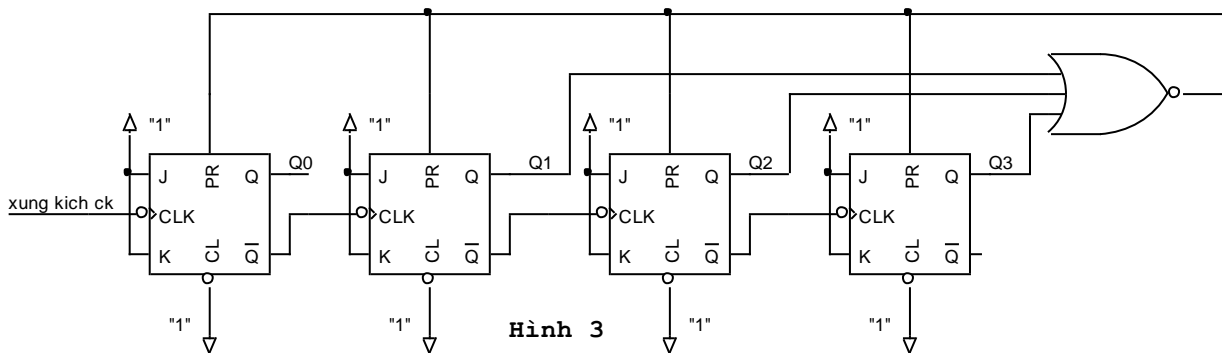 "1" "1" "1" "1"
J PR Q Q0 J PR Q Q1 J PR Q Q2 J PR Q Q3
xung kich ck CLK CLK CLK CLK
K CL Q̅ K CL Q̅ K CL Q̅ K CL Q̅
"1" "1" "1" "1"
Hình 3